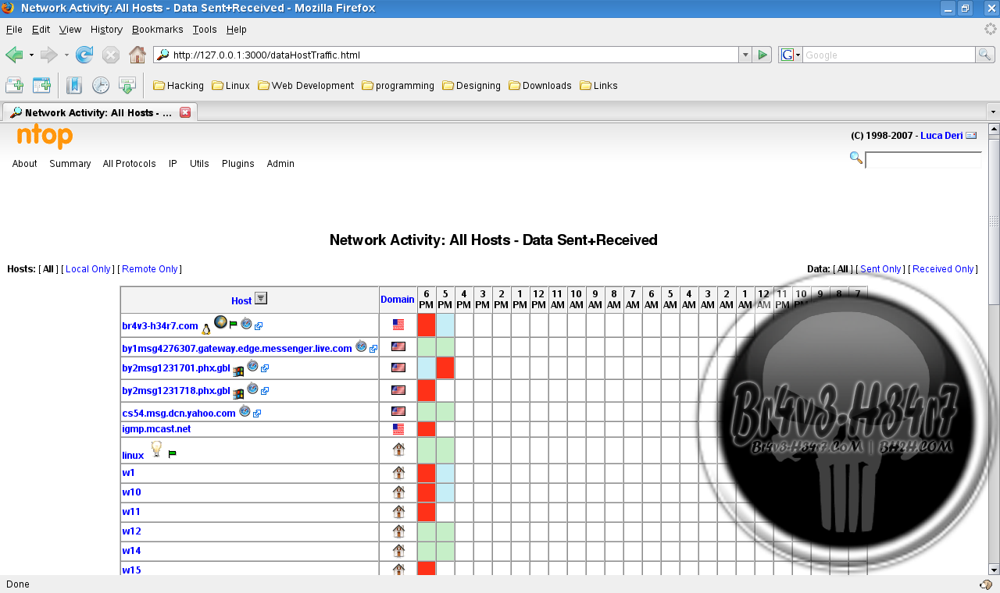 Network Activity: All Hosts - Data Sent+Received - Mozilla Firefox
File Edit View History Bookmarks Tools Help
http://127.0.0.1:3000/dataHostTraffic.html
G Google
Hacking Linux Web Development programming Designing Downloads Links
Network Activity: All Hosts - ...
ntop
(C) 1998-2007 - Luca Deri
About Summary All Protocols IP Utils Plugins Admin
Network Activity: All Hosts - Data Sent+Received
Hosts: [ All ] [ Local Only ] [ Remote Only ] Data: [ All ] [ Sent Only ] [ Received Only ]
Host Domain 6 PM 5 PM 4 PM 3 PM 2 PM 1 PM 12 PM 11 AM 10 AM 9 AM 8 AM 7 AM 6 AM 5 AM 4 AM 3 AM 2 AM 1 AM 12 AM 11 PM 10 PM 9 8 7
br4v3-h34r7.com
by1msg4276307.gateway.edge.messenger.live.com
by2msg1231701.phx.gbl
by2msg1231718.phx.gbl
cs54.msg.dcn.yahoo.com
igmp.mcast.net
linux
w1
w10
w11
w12
w14
w15
Br4v3-H34r7
Br4v3-H34r7.CoM | BH2H.COM
Done